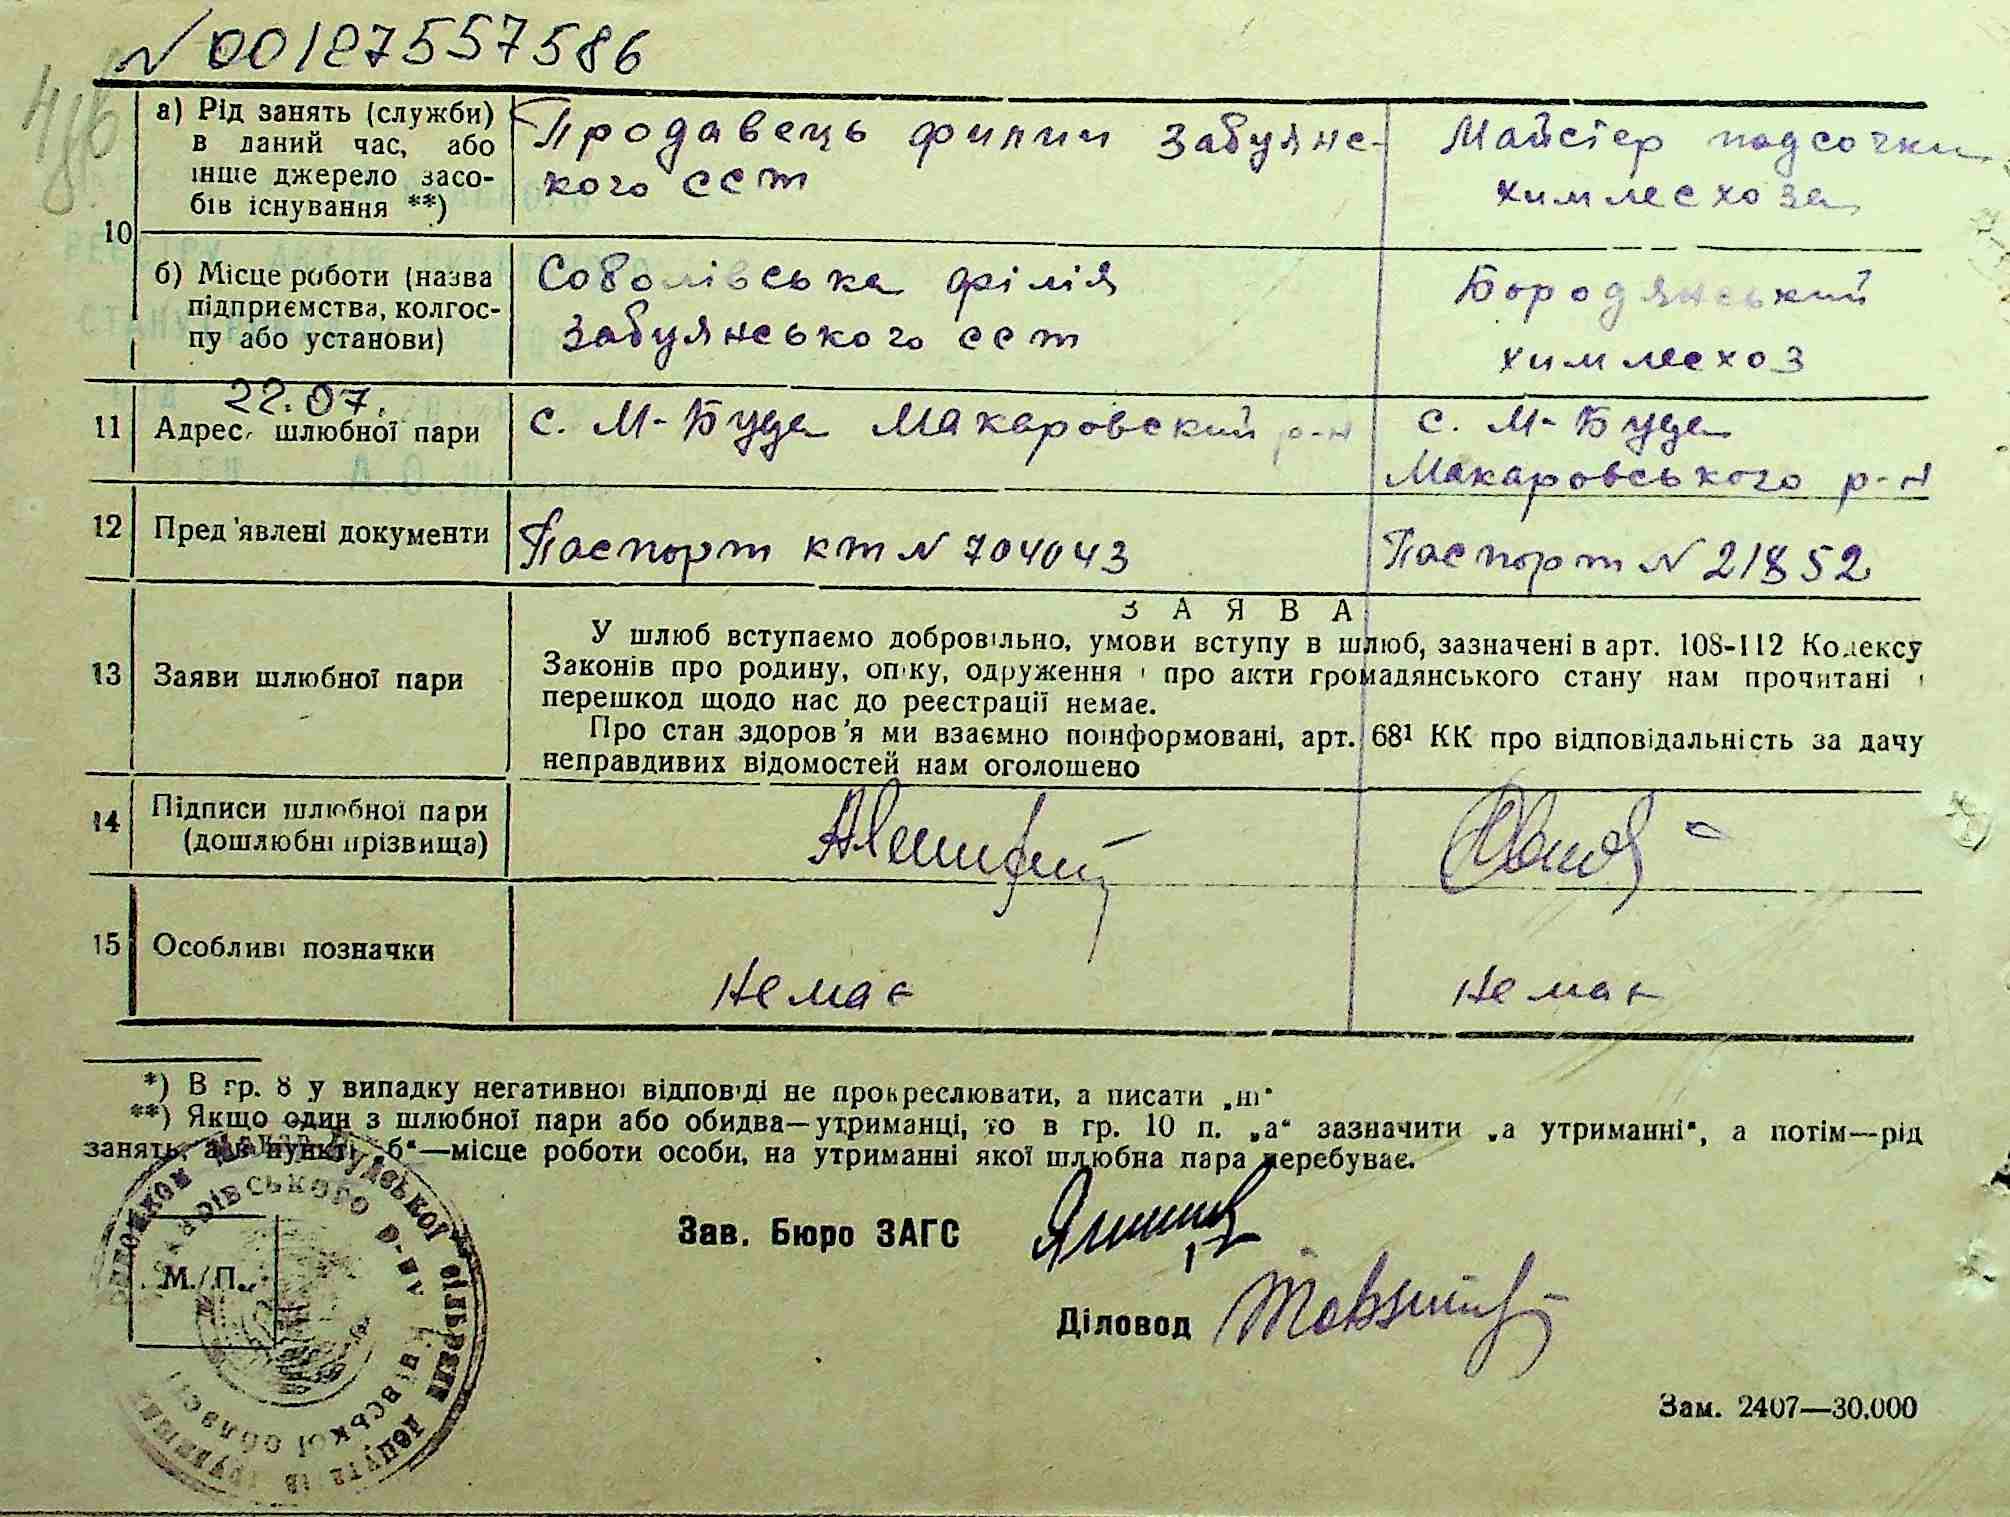 N 00127557586
а) Рід занять (служби) в даний час, або інше джерело засобів існування **)
Продавець филии Забуянс-
кого ССТ
Майстер подсочки
химлесхоза
10
б) Місце роботи (назва підприємства, колгоспу або установи)
Соболівська філія
Забуянського ССТ
Бородянський
химлесхоз
22.07.
11 Адрес шлюбної пари
с. М-Буда Макаровский р-н
с. М-Буда
Макаровського р-н
12 Пред'явлені документи
Паспорт кт N 704043
Паспорт N 21852
13 Заяви шлюбної пари
ЗАЯВА
У шлюб вступаємо добровільно, умови вступу в шлюб, зазначені в арт. 108-112 Кодексу
Законів про родину, опіку, одруження і про акти громадянського стану нам прочитані і
перешкод щодо нас до реєстрації немає.
Про стан здоров'я ми взаємно поінформовані, арт. 68¹ КК про відповідальність за дачу
неправдивих відомостей нам оголошено
14 Підписи шлюбної пари
(дошлюбні прізвища)
15 Особливі позначки
Немає
Немає
*) В гр. 8 у випадку негативної відповіді не прокреслювати, а писати „ні"
**) Якщо один з шлюбної пари або обидва—утриманці, то в гр. 10 п. „а" зазначити „а утриманні", а потім—рід
занять, а в пункті „б"—місце роботи особи, на утриманні якої шлюбна пара перебуває.
Зав. Бюро ЗАГС
М. П.
Діловод
р-ну Київської області
Зам. 2407—30.000